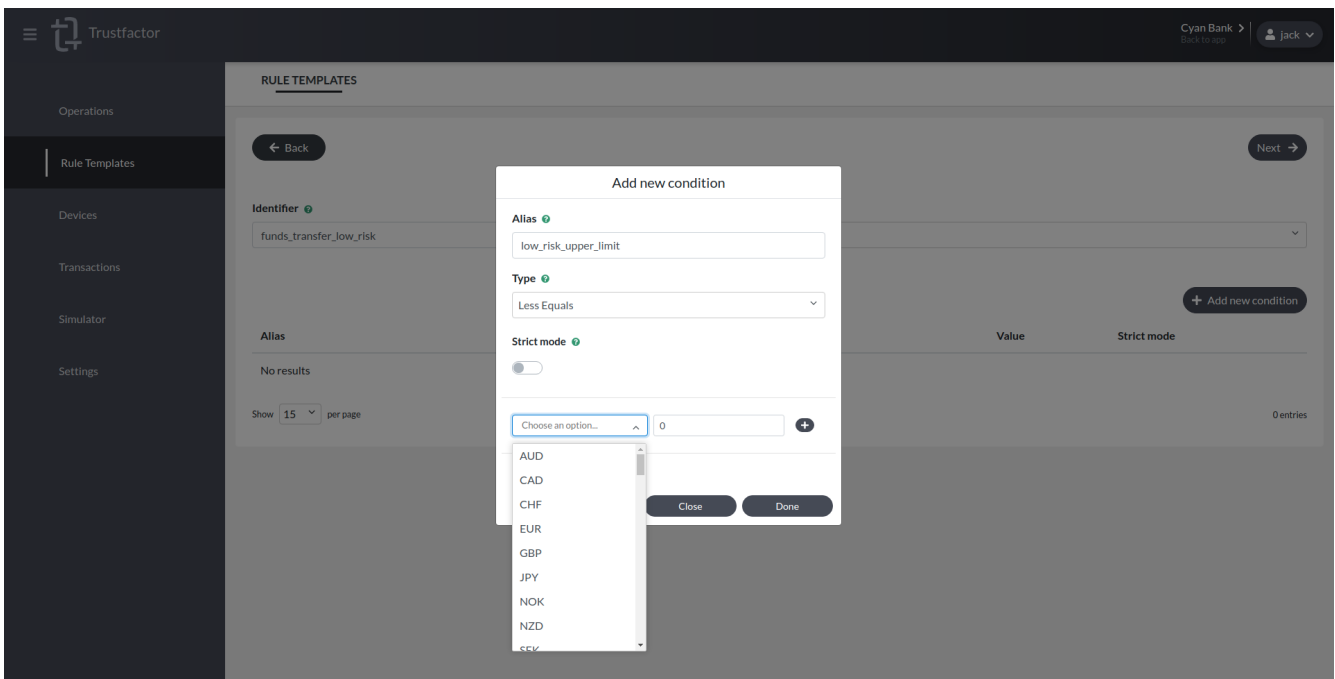 Trustfactor
Cyan Bank
Back to app
jack
RULE TEMPLATES
Operations
Rule Templates
Devices
Transactions
Simulator
Settings
Back
Next
Identifier
funds_transfer_low_risk
Add new condition
Alias
Value
Strict mode
No results
Show 15 per page
0 entries
Add new condition
Alias
low_risk_upper_limit
Type
Less Equals
Strict mode
Choose an option...
0
AUD
CAD
CHF
EUR
GBP
JPY
NOK
NZD
SEK
Close
Done